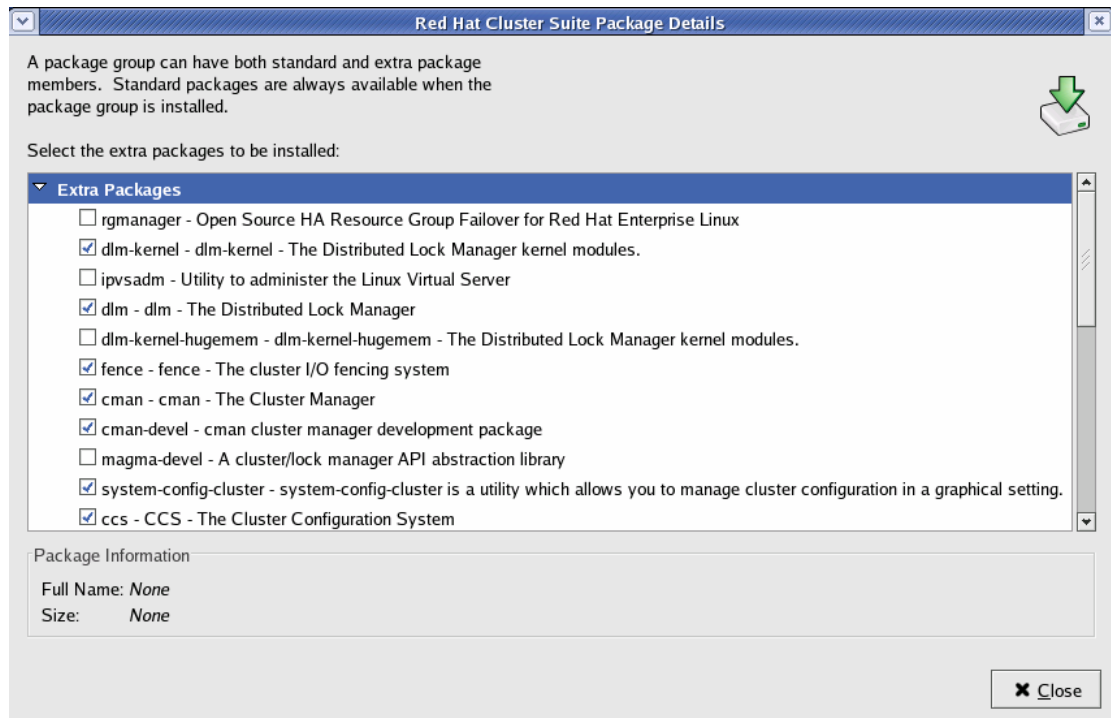 Red Hat Cluster Suite Package Details
A package group can have both standard and extra package
members. Standard packages are always available when the
package group is installed.
Select the extra packages to be installed:
Extra Packages
rgmanager - Open Source HA Resource Group Failover for Red Hat Enterprise Linux
dlm-kernel - dlm-kernel - The Distributed Lock Manager kernel modules.
ipvsadm - Utility to administer the Linux Virtual Server
dlm - dlm - The Distributed Lock Manager
dlm-kernel-hugemem - dlm-kernel-hugemem - The Distributed Lock Manager kernel modules.
fence - fence - The cluster I/O fencing system
cman - cman - The Cluster Manager
cman-devel - cman cluster manager development package
magma-devel - A cluster/lock manager API abstraction library
system-config-cluster - system-config-cluster is a utility which allows you to manage cluster configuration in a graphical setting.
ccs - CCS - The Cluster Configuration System
Package Information
Full Name: None
Size: None
Close